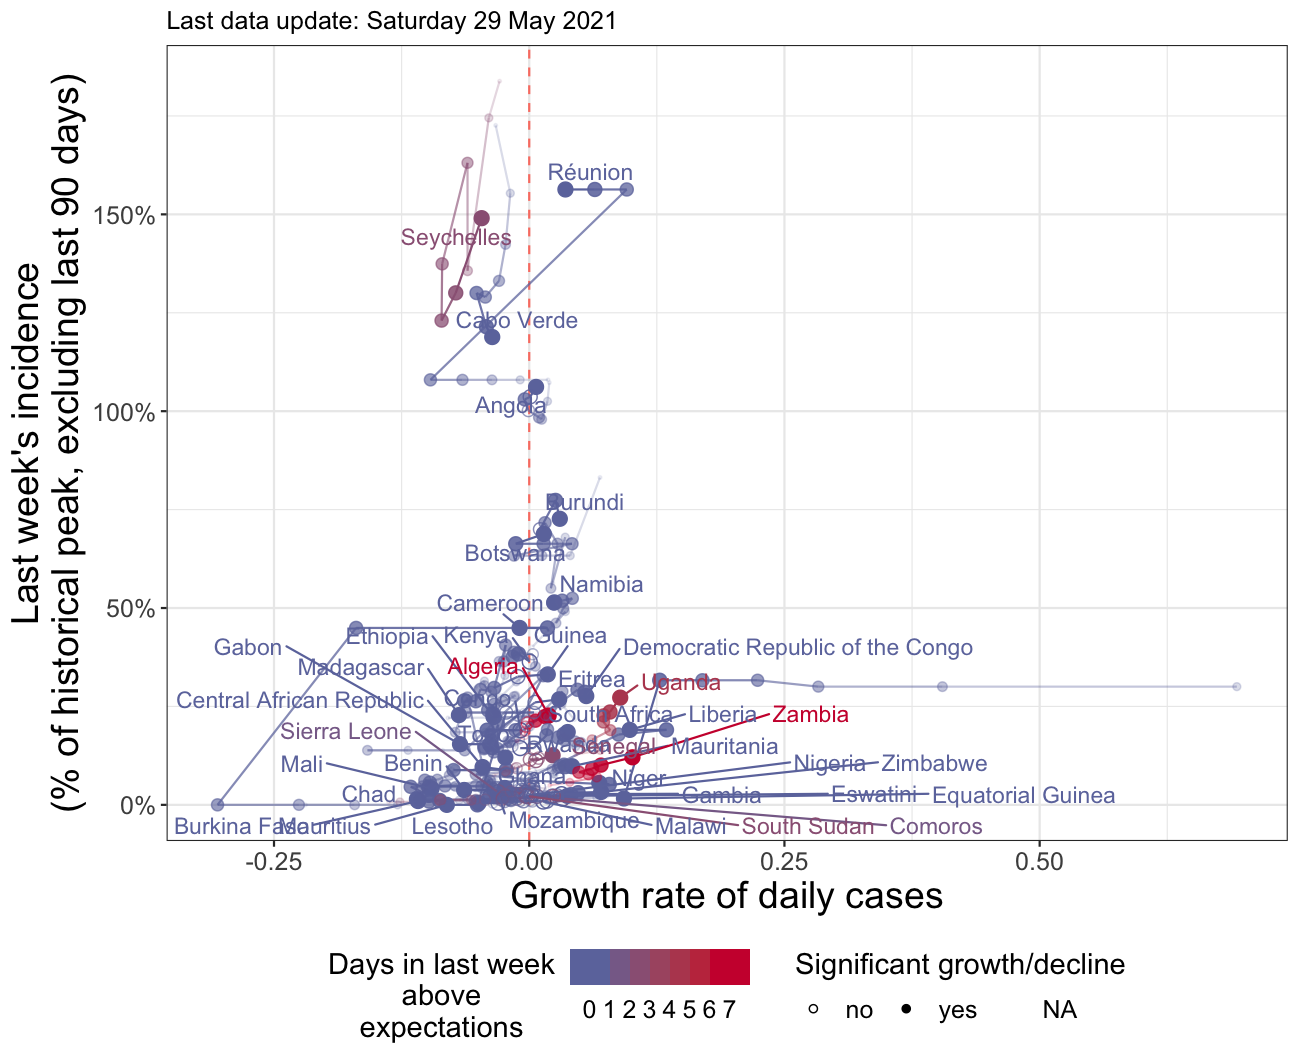 Last data update: Saturday 29 May 2021
Last week's incidence
(% of historical peak, excluding last 90 days)
150%
100%
50%
0%
Réunion
Seychelles
Cabo Verde
Angola
Burundi
Botswana
Namibia
Cameroon
Gabon
Ethiopia
Kenya
Guinea
Democratic Republic of the Congo
Madagascar
Algeria
Eritrea
Uganda
Central African Republic
South Africa
Liberia
Zambia
Sierra Leone
Rwanda
Senegal
Mauritania
Mali
Benin
Ghana
Niger
Nigeria
Zimbabwe
Chad
Gambia
Eswatini
Equatorial Guinea
Burkina Faso
Mauritius
Lesotho
Mozambique
Malawi
South Sudan
Comoros
-0.25
0.00
0.25
0.50
Growth rate of daily cases
Days in last week
above
expectations
0 1 2 3 4 5 6 7
Significant growth/decline
no
yes
NA